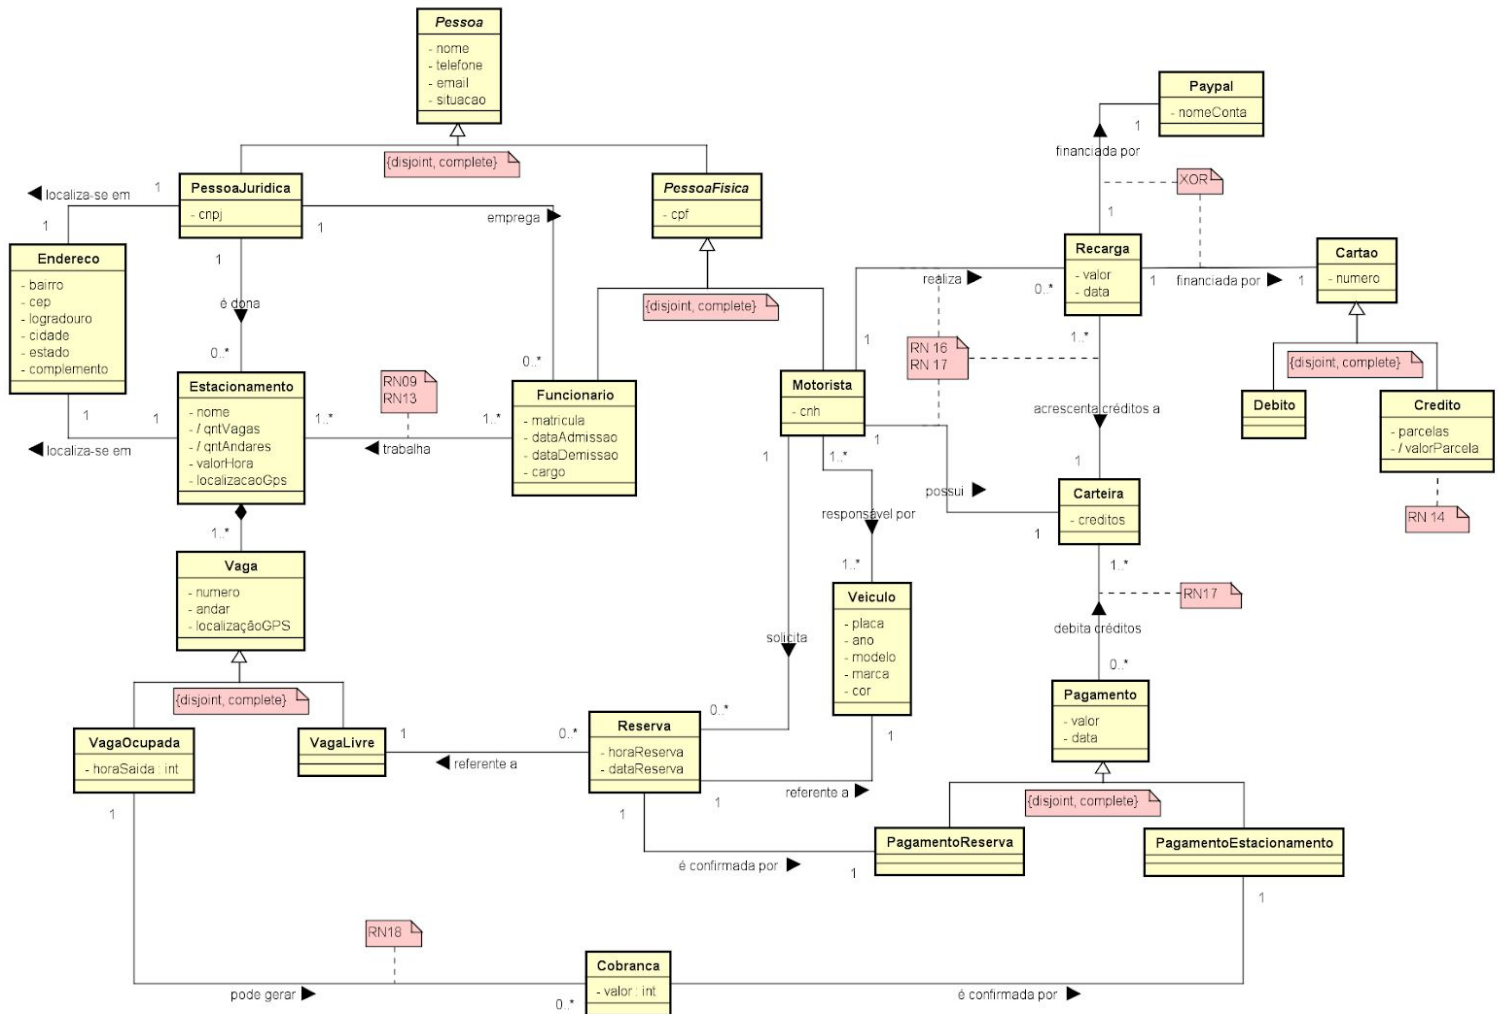 Pessoa
- nome
- telefone
- email
- situacao
{disjoint, complete}
Paypal
- nomeConta
1
financiada por
XOR
1
localiza-se em
1
1
PessoaJuridica
- cnpj
1
1
emprega
PessoaFisica
- cpf
{disjoint, complete}
Endereco
- bairro
- cep
- logradouro
- cidade
- estado
- complemento
1
localiza-se em
1
é dona
0..*
0..*
Estacionamento
- nome
- / qntVagas
- / qntAndares
- valorHora
- localizacaoGps
1..*
RN09
RN13
trabalha
1..*
Funcionario
- matricula
- dataAdmissao
- dataDemissao
- cargo
realiza
0..*
1
Recarga
- valor
- data
1
financiada por
1
Cartao
- numero
{disjoint, complete}
1..*
RN 16
RN 17
Motorista
- cnh
1
1
1..*
acrescenta créditos a
1
Debito
Credito
- parcelas
- / valorParcela
RN 14
possui
1
Carteira
- creditos
1..*
responsável por
1..*
Veiculo
- placa
- ano
- modelo
- marca
- cor
1
RN17
debita créditos
0..*
1..*
Vaga
- numero
- andar
- localizaçãoGPS
{disjoint, complete}
solicita
0..*
Pagamento
- valor
- data
{disjoint, complete}
VagaOcupada
- horaSaida : int
1
VagaLivre
1
referente a
0..*
Reserva
- horaReserva
- dataReserva
1
1
referente a
é confirmada por
1
PagamentoReserva
PagamentoEstacionamento
1
RN18
pode gerar
0..*
Cobranca
- valor : int
é confirmada por